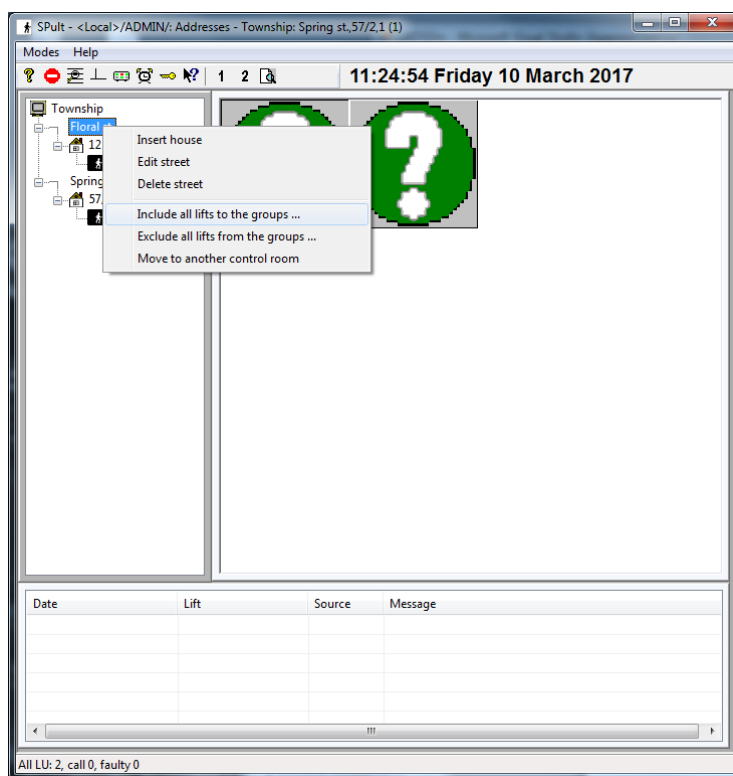 SPult - <Local>/ADMIN/: Addresses - Township: Spring st.,57/2,1 (1)
Modes Help
1 2 11:24:54 Friday 10 March 2017
Township
Floral st
12
Spring
57,
Insert house
Edit street
Delete street
Include all lifts to the groups ...
Exclude all lifts from the groups ...
Move to another control room
Date Lift Source Message
All LU: 2, call 0, faulty 0